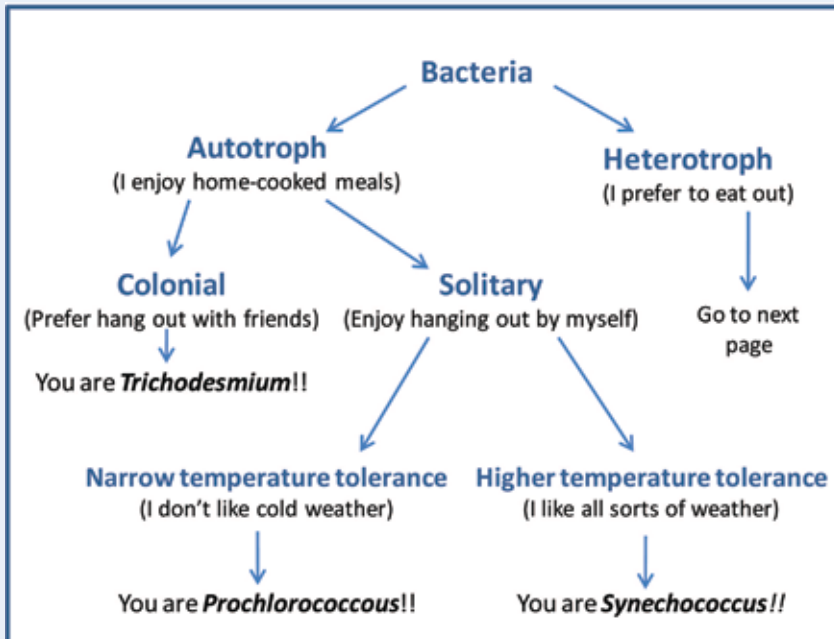 Bacteria
Autotroph
(I enjoy home-cooked meals)
Heterotroph
(I prefer to eat out)
Colonial
(Prefer hang out with friends)
Solitary
(Enjoy hanging out by myself)
Go to next
page
You are Trichodesmium!!
Narrow temperature tolerance
(I don't like cold weather)
Higher temperature tolerance
(I like all sorts of weather)
You are Prochlorococcous!!
You are Synechococcus!!